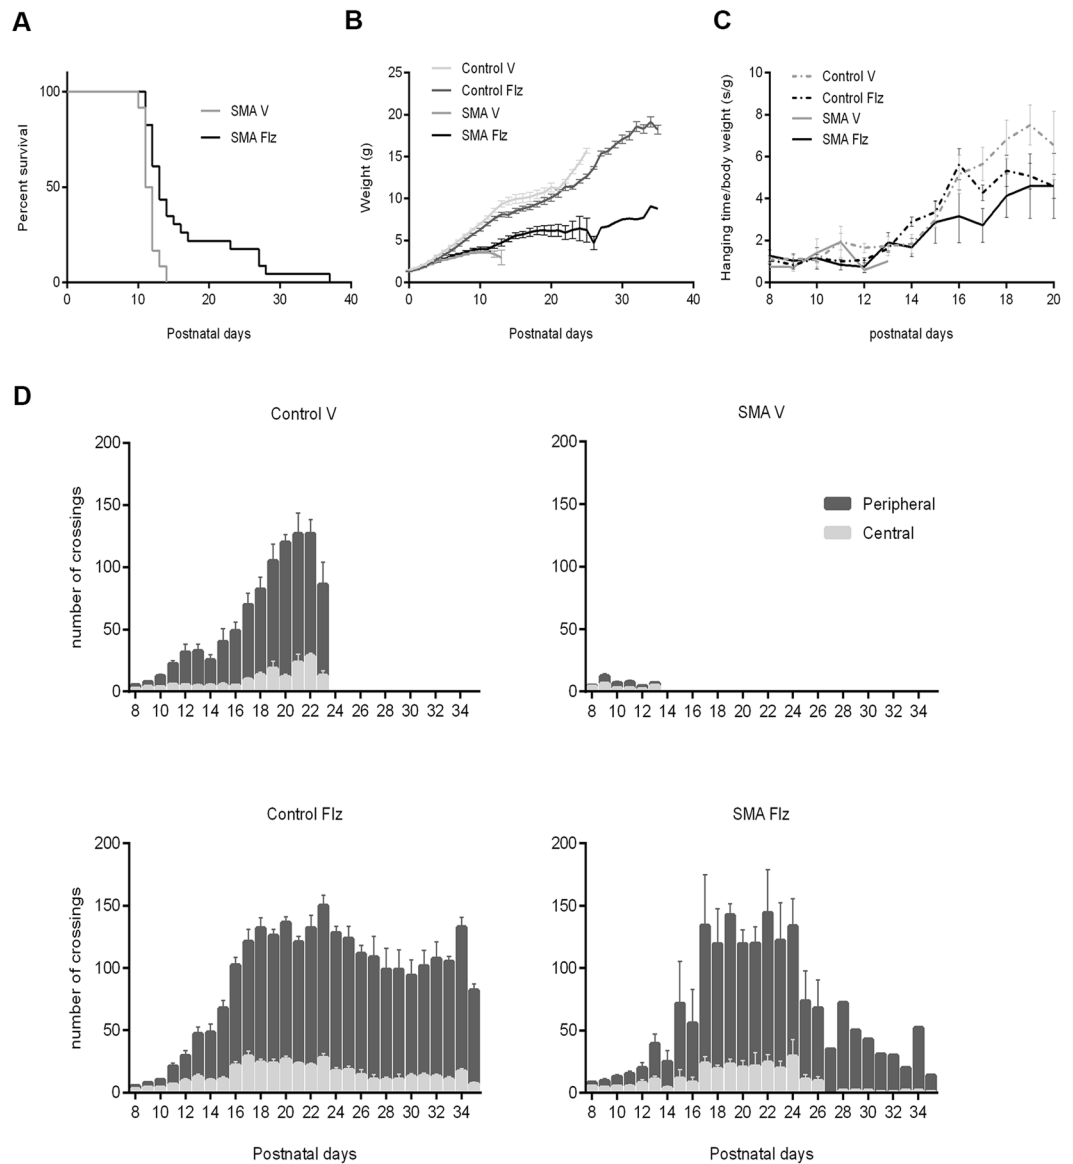 A
B
C
Percent survival
100
50
0
0 10 20 30 40
Postnatal days
SMA V
SMA Flz
Weight (g)
25
20
15
10
5
0
0 10 20 30 40
Postnatal days
Control V
Control Flz
SMA V
SMA Flz
Hanging time/body weight (s/g)
10
8
6
4
2
0
8 10 12 14 16 18 20
postnatal days
Control V
Control Flz
SMA V
SMA Flz
D
Control V
number of crossings
200
150
100
50
0
8 10 12 14 16 18 20 22 24 26 28 30 32 34
SMA V
200
150
100
50
0
8 10 12 14 16 18 20 22 24 26 28 30 32 34
Peripheral
Central
Control Flz
number of crossings
200
150
100
50
0
8 10 12 14 16 18 20 22 24 26 28 30 32 34
Postnatal days
SMA Flz
200
150
100
50
0
8 10 12 14 16 18 20 22 24 26 28 30 32 34
Postnatal days